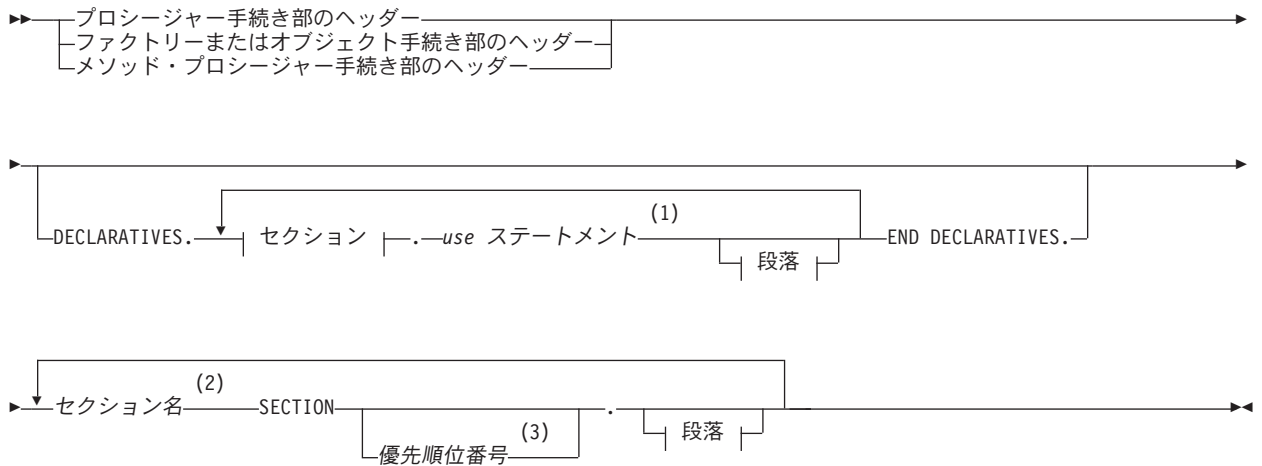 プロシージャー手続き部のヘッダー
ファクトリーまたはオブジェクト手続き部のヘッダー
メソッド・プロシージャー手続き部のヘッダー
(1)
DECLARATIVES. セクション . use ステートメント END DECLARATIVES.
段落
(2)
セクション名 SECTION .
(3) 段落
優先順位番号